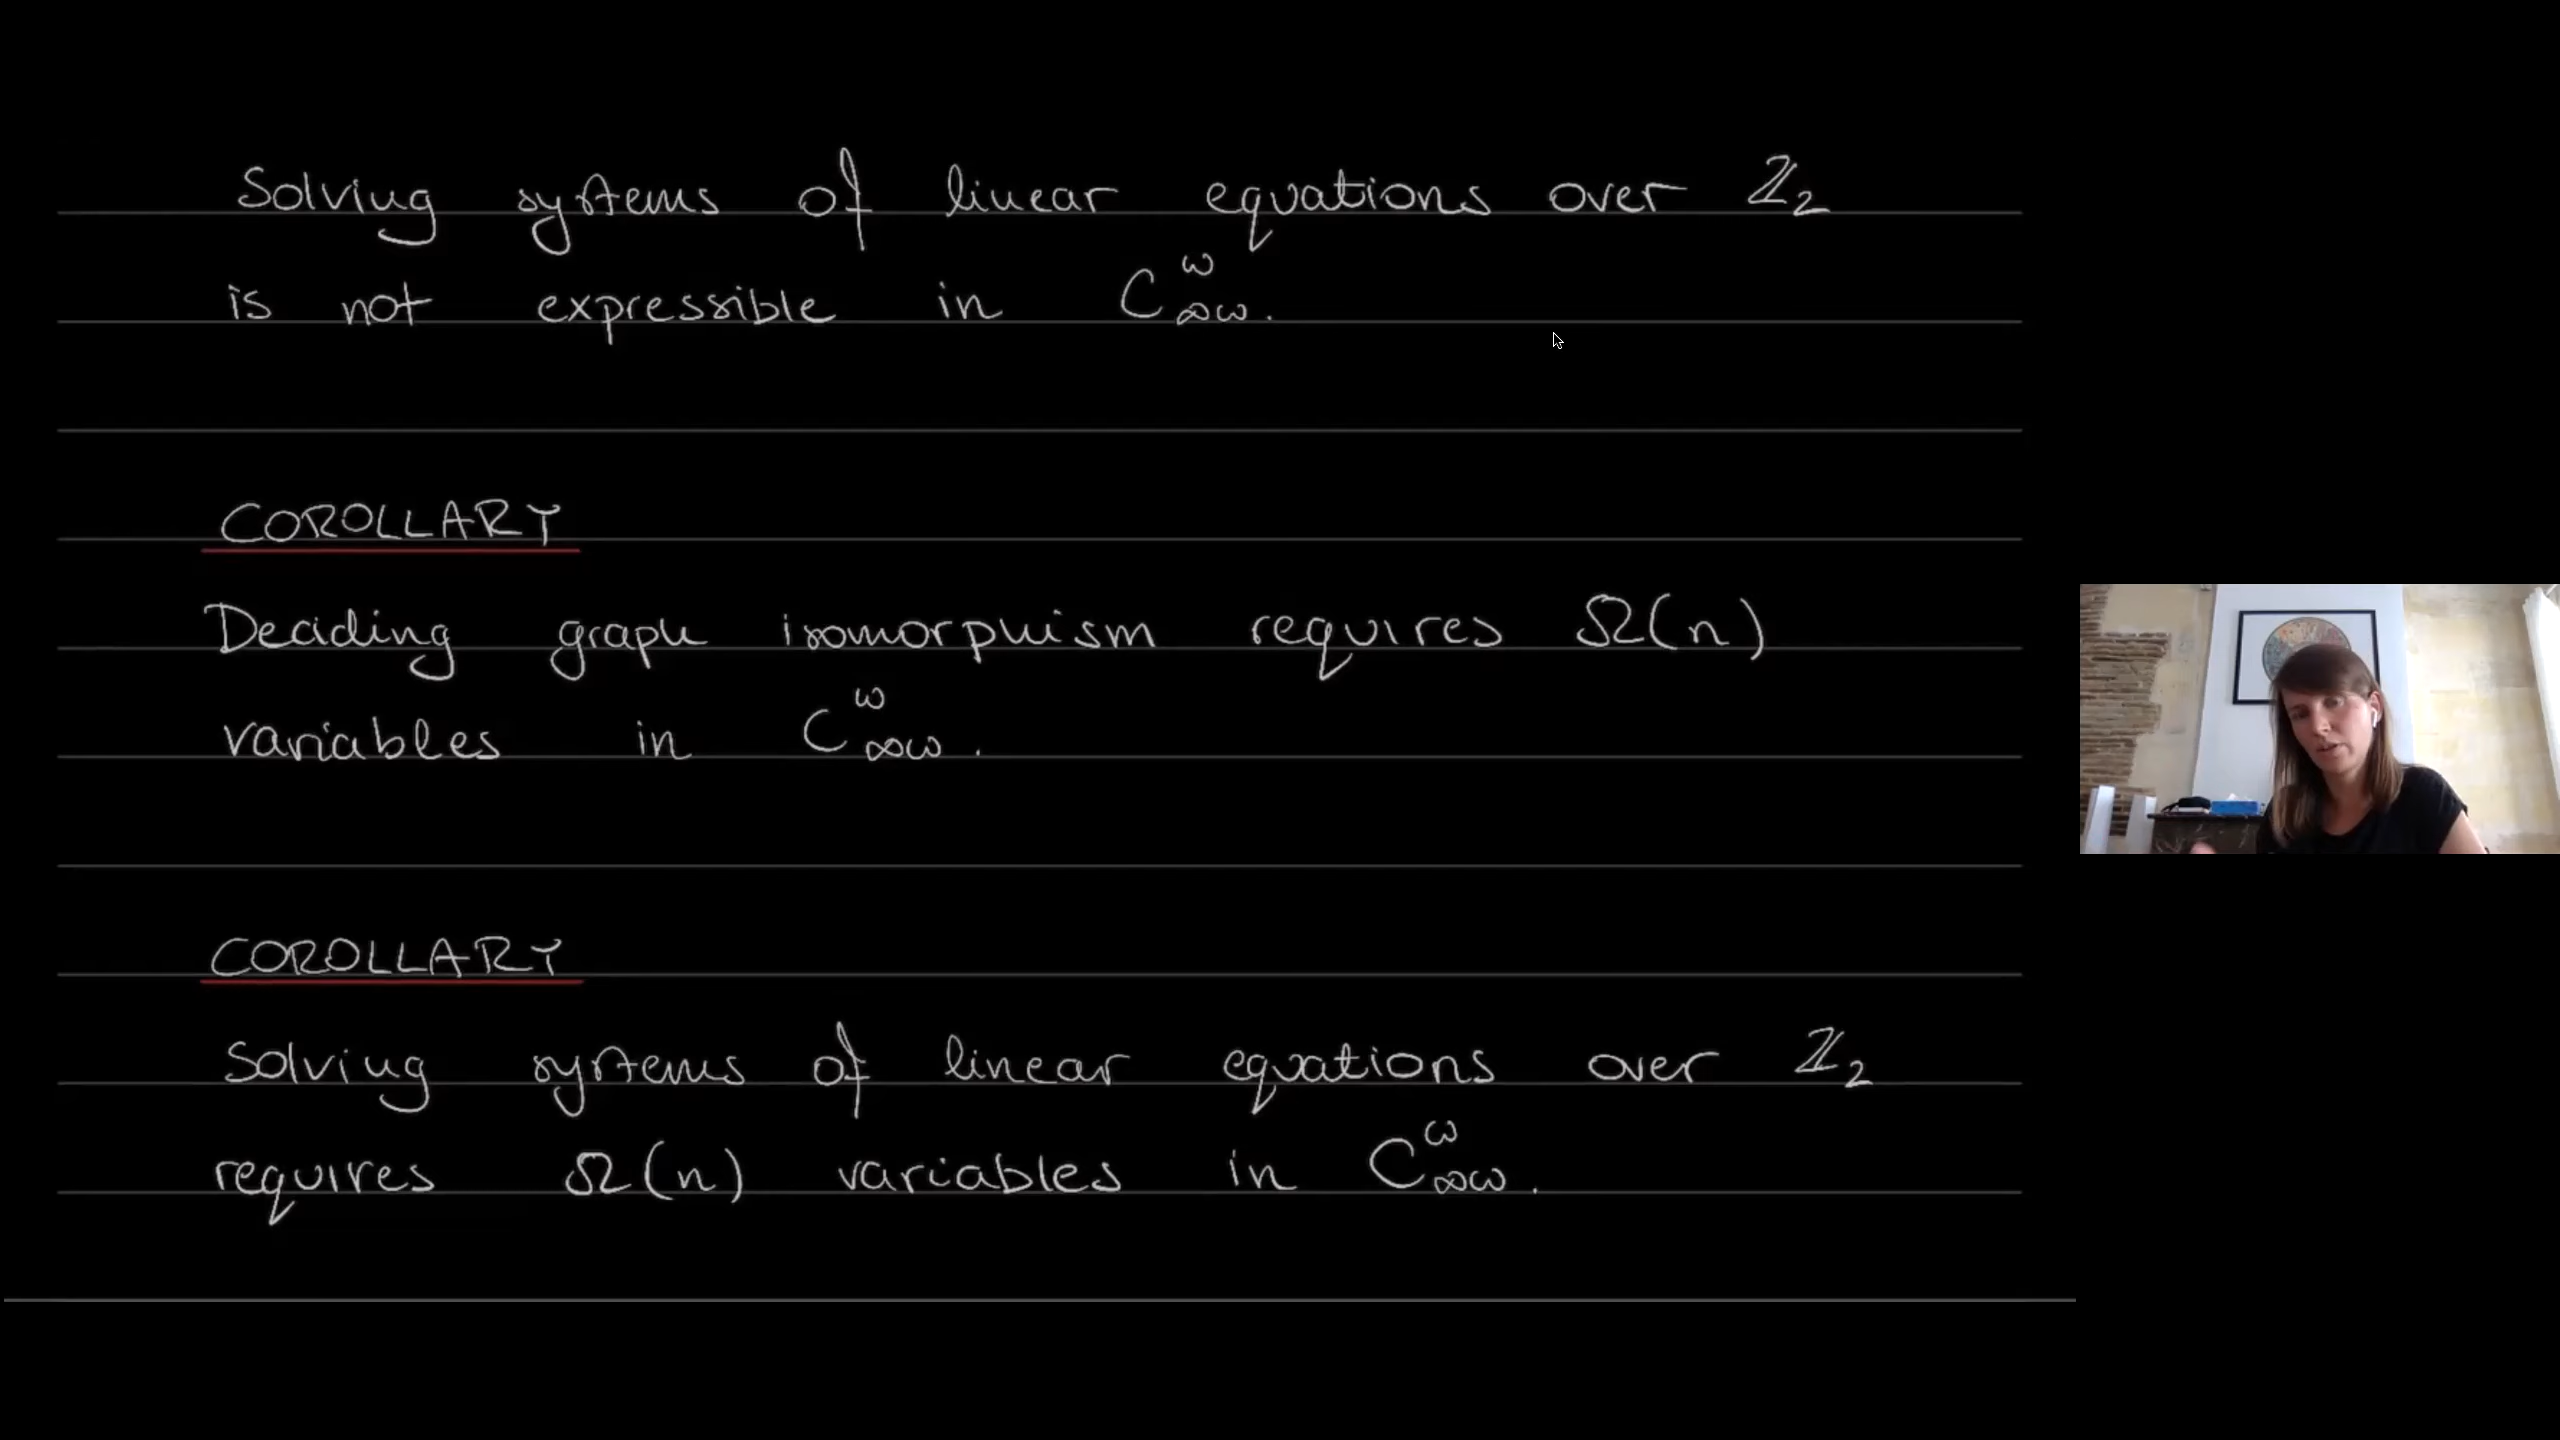 Solving systems of linear equations over ℤ₂
is not expressible in C^ω_∞ω.
COROLLARY
Deciding graph isomorphism requires Ω(n)
variables in C^ω_∞ω.
COROLLARY
Solving systems of linear equations over ℤ₂
requires Ω(n) variables in C^ω_∞ω.